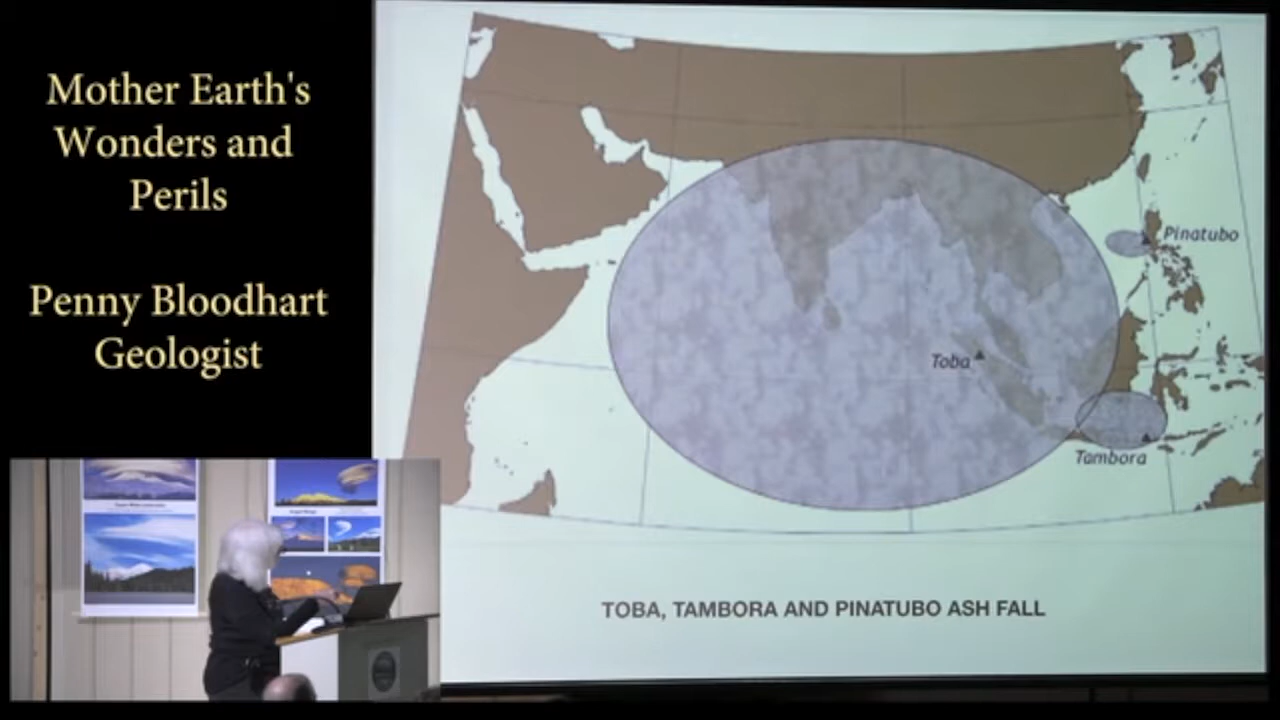 Mother Earth's
Wonders and
Perils
Penny Bloodhart
Geologist
Pinatubo
Toba
Tambora
TOBA, TAMBORA AND PINATUBO ASH FALL